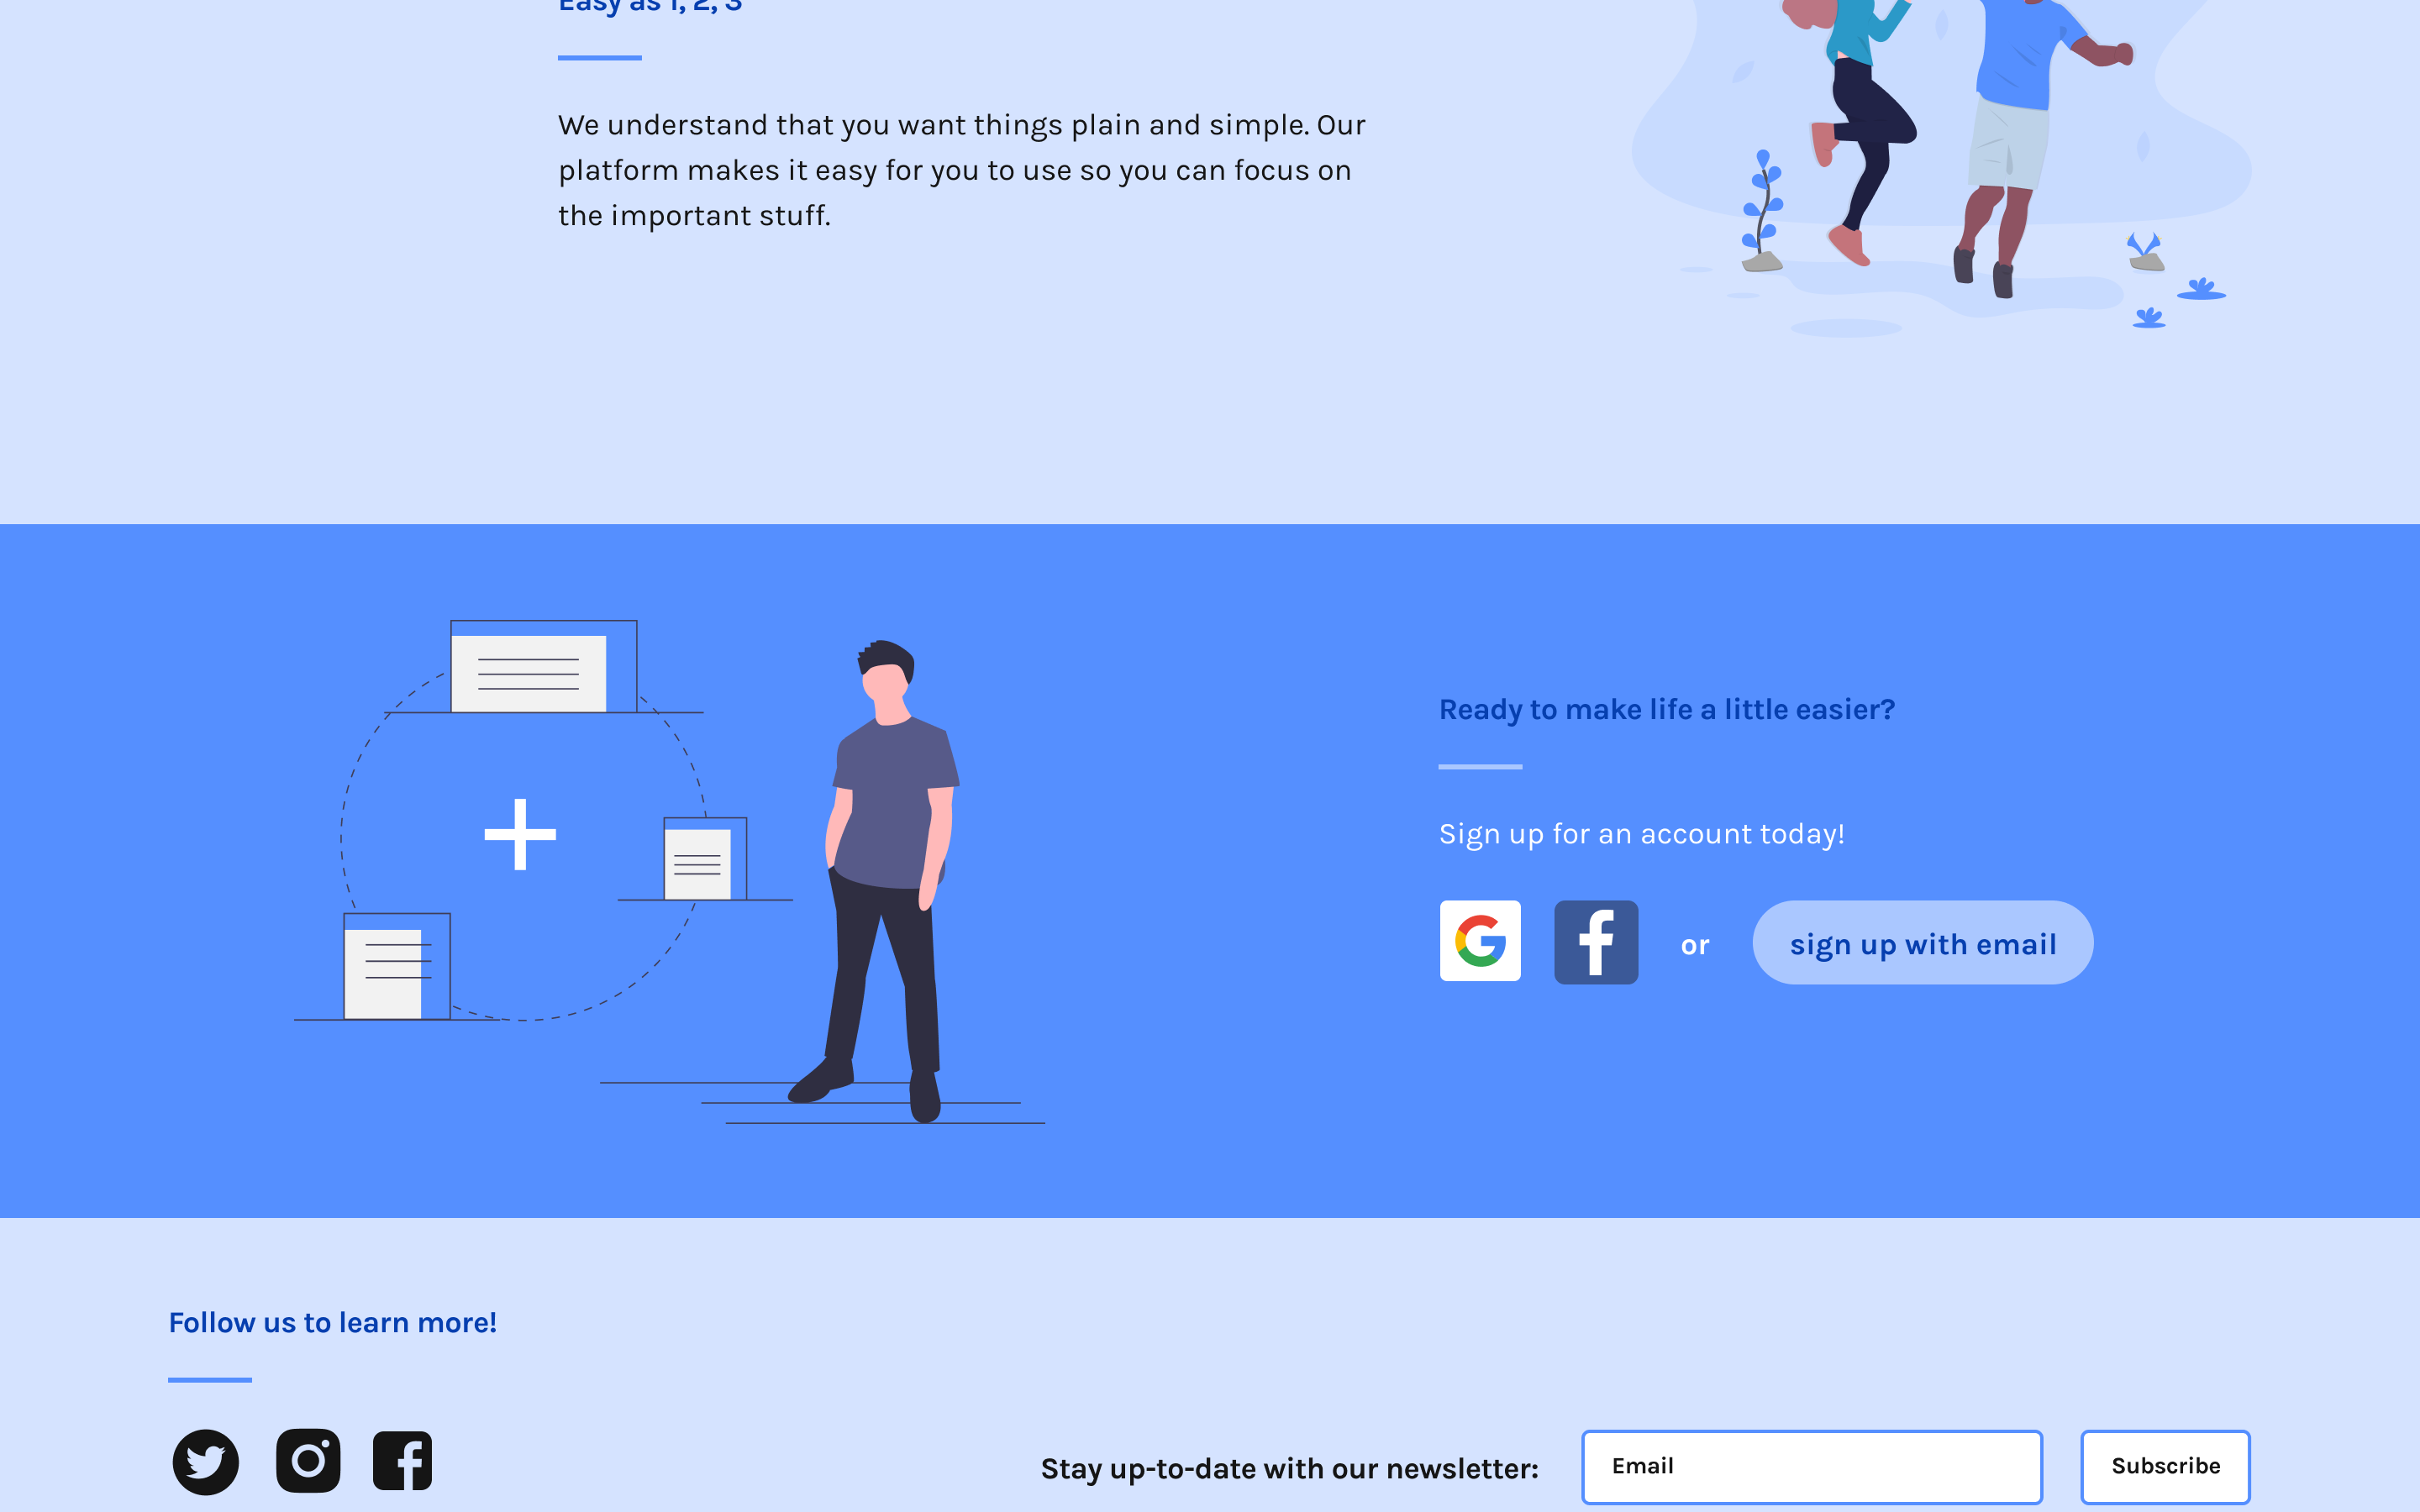 Easy as 1, 2, 3
We understand that you want things plain and simple. Our
platform makes it easy for you to use so you can focus on
the important stuff.
Ready to make life a little easier?
Sign up for an account today!
or
sign up with email
Follow us to learn more!
Stay up-to-date with our newsletter:
Email
Subscribe